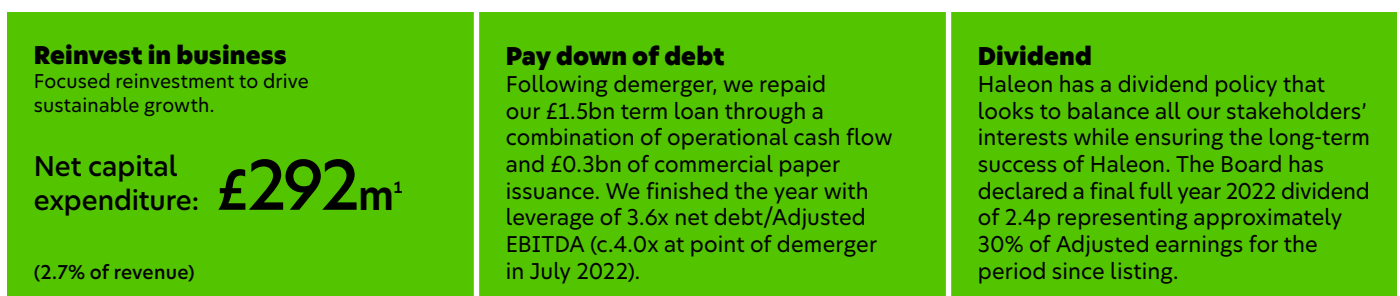 Reinvest in business
Focused reinvestment to drive
sustainable growth.
Net capital
expenditure: £292m¹
(2.7% of revenue)
Pay down of debt
Following demerger, we repaid
our £1.5bn term loan through a
combination of operational cash flow
and £0.3bn of commercial paper
issuance. We finished the year with
leverage of 3.6x net debt/Adjusted
EBITDA (c.4.0x at point of demerger
in July 2022).
Dividend
Haleon has a dividend policy that
looks to balance all our stakeholders’
interests while ensuring the long-term
success of Haleon. The Board has
declared a final full year 2022 dividend
of 2.4p representing approximately
30% of Adjusted earnings for the
period since listing.